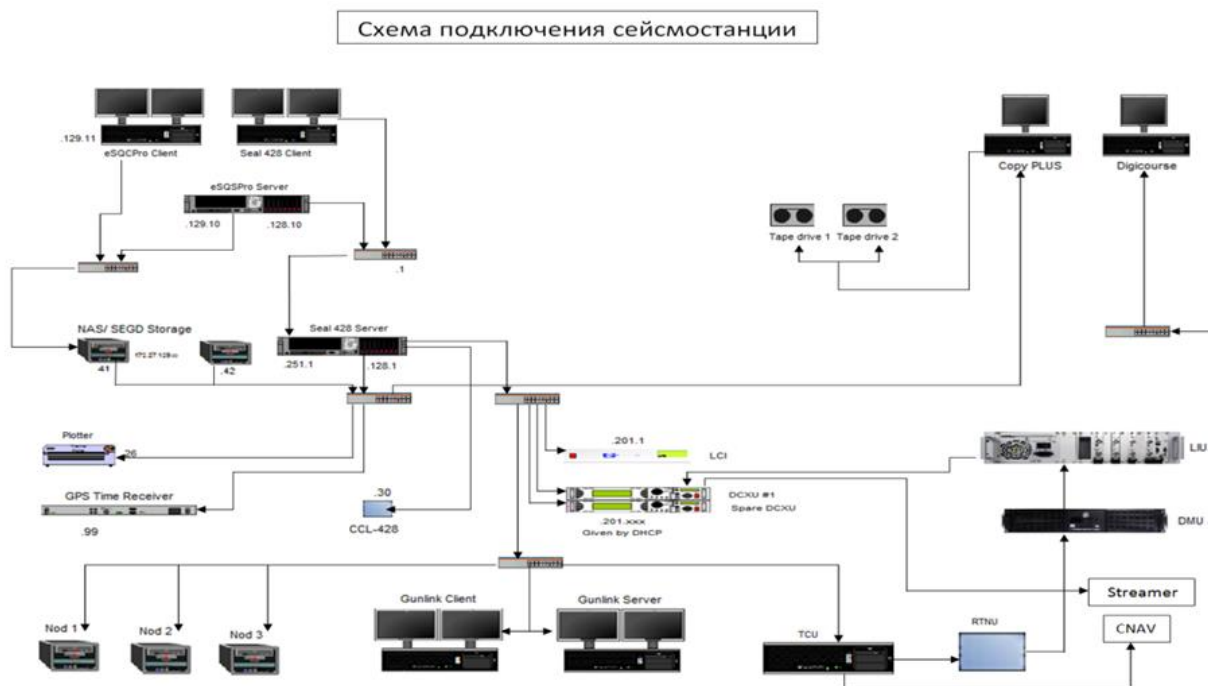 Схема подключения сейсмостанции
.129.11
eSQCPro Client
Seal 428 Client
Copy PLUS
Digicourse
eSQSPro Server
.129.10
.128.10
Tape drive 1
Tape drive 2
.1
NAS/ SEGD Storage
Seal 428 Server
.41
.42
.251.1
.128.1
Plotter
.26
.201.1
LCI
LIU
GPS Time Receiver
.99
.30
CCL-428
DCXU #1
Spare DCXU
.201.xxx
Given by DHCP
DMU
Streamer
CNAV
Nod 1
Nod 2
Nod 3
Gunlink Client
Gunlink Server
TCU
RTNU